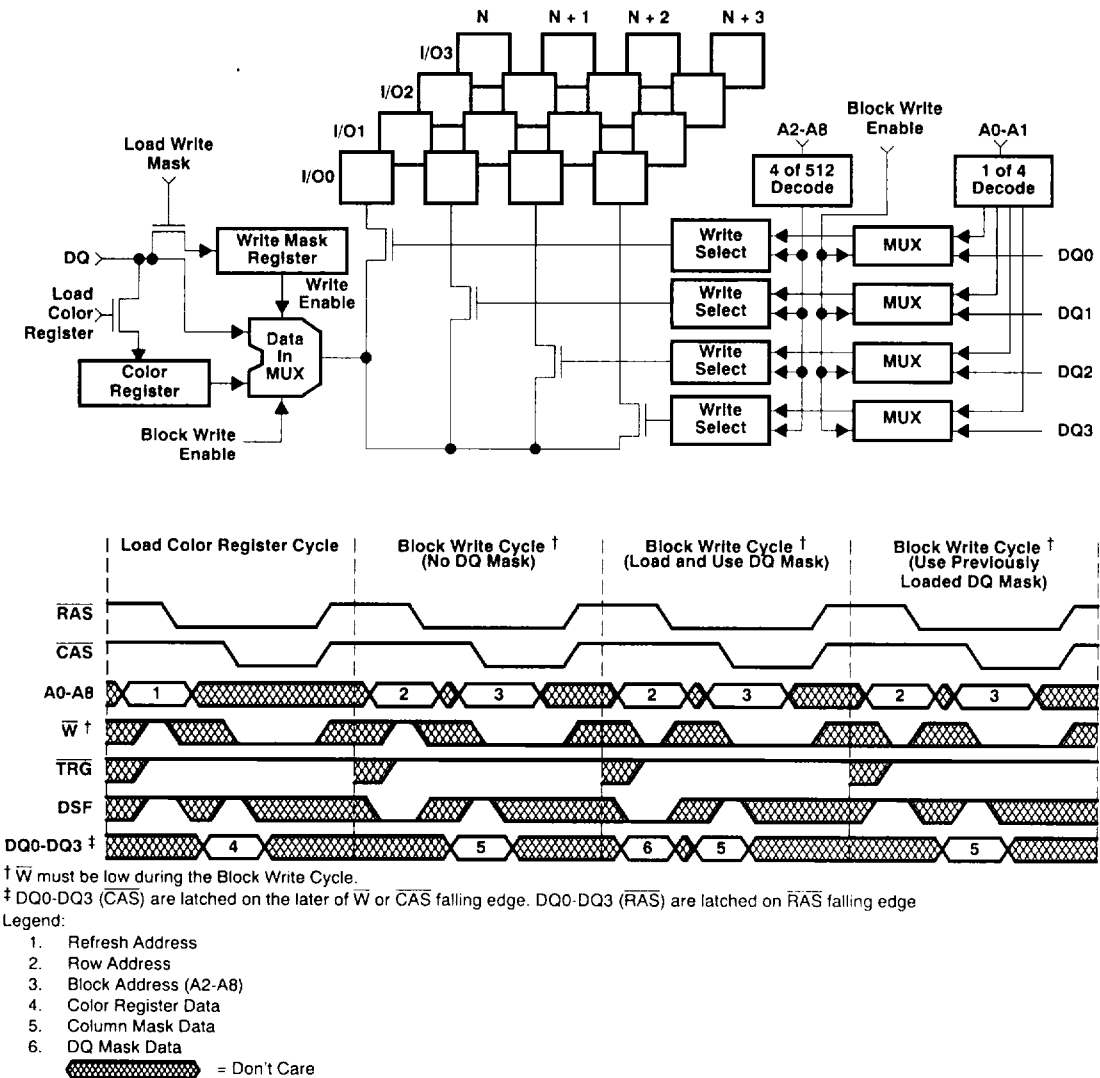 N N + 1 N + 2 N + 3
I/O3
I/O2
I/O1
I/O0
Load Write
Mask
DQ
Load
Color
Register
Write Mask
Register
Write
Enable
Data
In
MUX
Color
Register
Block Write
Enable
A2-A8
Block Write
Enable
A0-A1
4 of 512
Decode
1 of 4
Decode
Write
Select
MUX
DQ0
Write
Select
MUX
DQ1
Write
Select
MUX
DQ2
Write
Select
MUX
DQ3
Load Color Register Cycle
Block Write Cycle †
(No DQ Mask)
Block Write Cycle †
(Load and Use DQ Mask)
Block Write Cycle †
(Use Previously
Loaded DQ Mask)
R̅A̅S̅
C̅A̅S̅
A0-A8 1 2 3 2 3 2 3
W̅ †
T̅R̅G̅
DSF
DQ0-DQ3 ‡ 4 5 6 5 5
† W̅ must be low during the Block Write Cycle.
‡ DQ0-DQ3 (C̅A̅S̅) are latched on the later of W̅ or C̅A̅S̅ falling edge. DQ0-DQ3 (R̅A̅S̅) are latched on R̅A̅S̅ falling edge
Legend:
1. Refresh Address
2. Row Address
3. Block Address (A2-A8)
4. Color Register Data
5. Column Mask Data
6. DQ Mask Data
= Don't Care